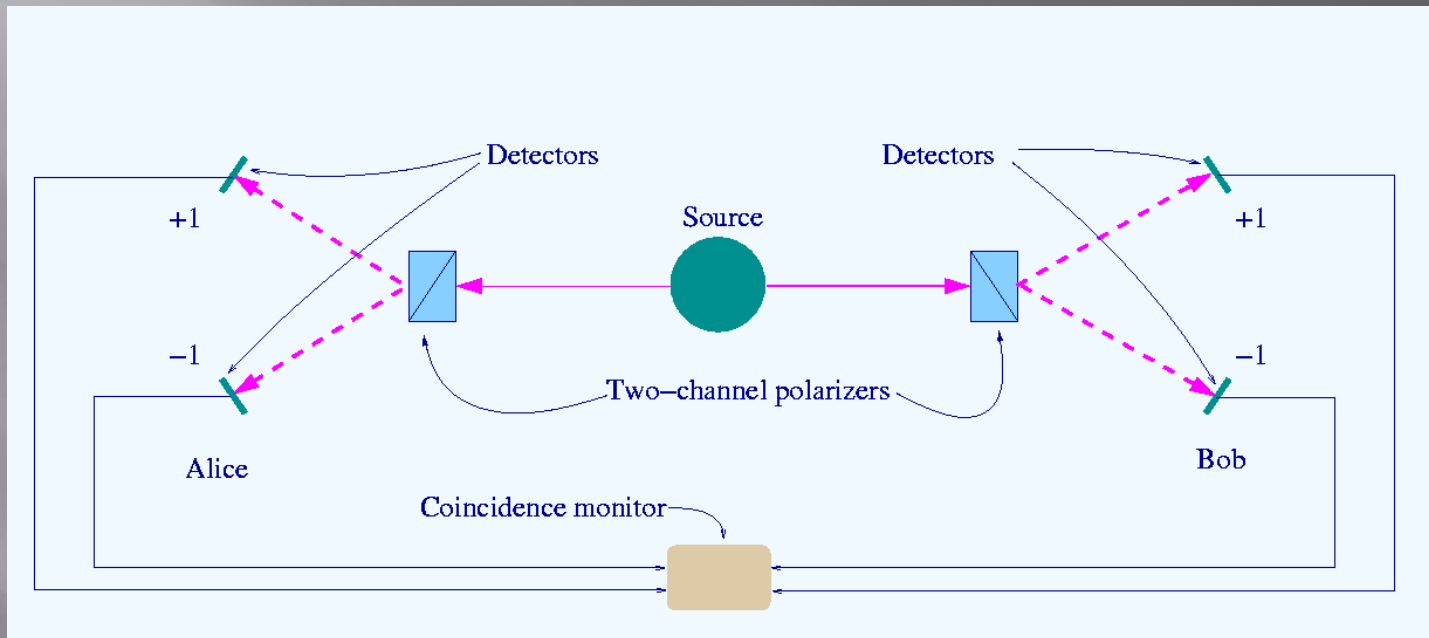 Detectors
Detectors
+1
Source
+1
−1
−1
Two−channel polarizers
Alice
Bob
Coincidence monitor